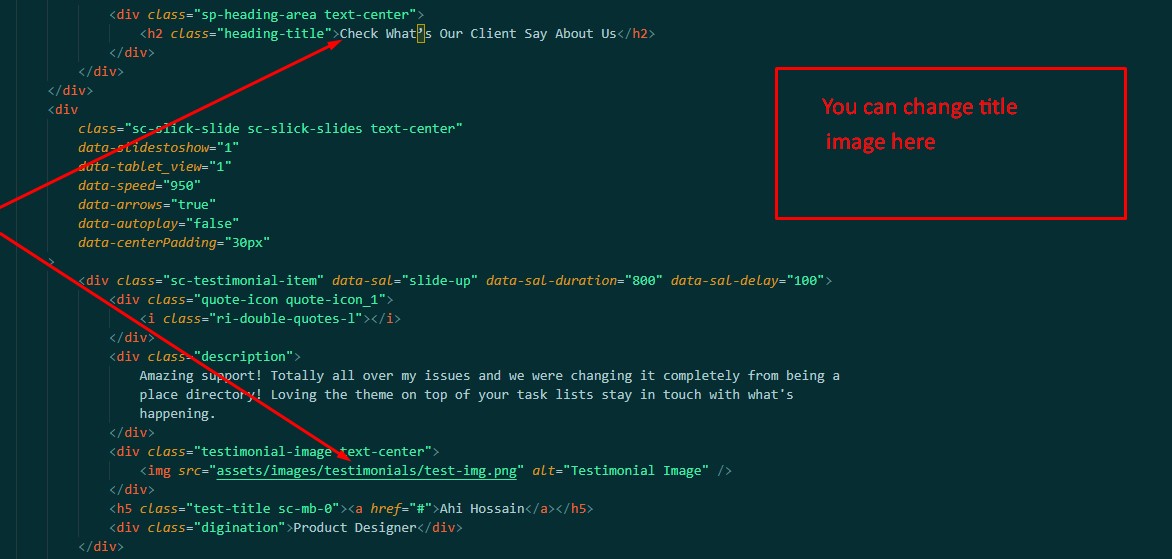 <div class="sp-heading-area text-center">
<h2 class="heading-title">Check What’s Our Client Say About Us</h2>
</div>
</div>
</div>
<div
class="sc-slick-slide sc-slick-slides text-center"
data-slidestoshow="1"
data-tablet_view="1"
data-speed="950"
data-arrows="true"
data-autoplay="false"
data-centerPadding="30px"
>
<div class="sc-testimonial-item" data-sal="slide-up" data-sal-duration="800" data-sal-delay="100">
<div class="quote-icon quote-icon_1">
<i class="ri-double-quotes-l"></i>
</div>
<div class="description">
Amazing support! Totally all over my issues and we were changing it completely from being a
place directory! Loving the theme on top of your task lists stay in touch with what's
happening.
</div>
<div class="testimonial-image text-center">
<img src="assets/images/testimonials/test-img.png" alt="Testimonial Image" />
</div>
<h5 class="test-title sc-mb-0"><a href="#">Ahi Hossain</a></h5>
<div class="digination">Product Designer</div>
</div>
You can change title
image here